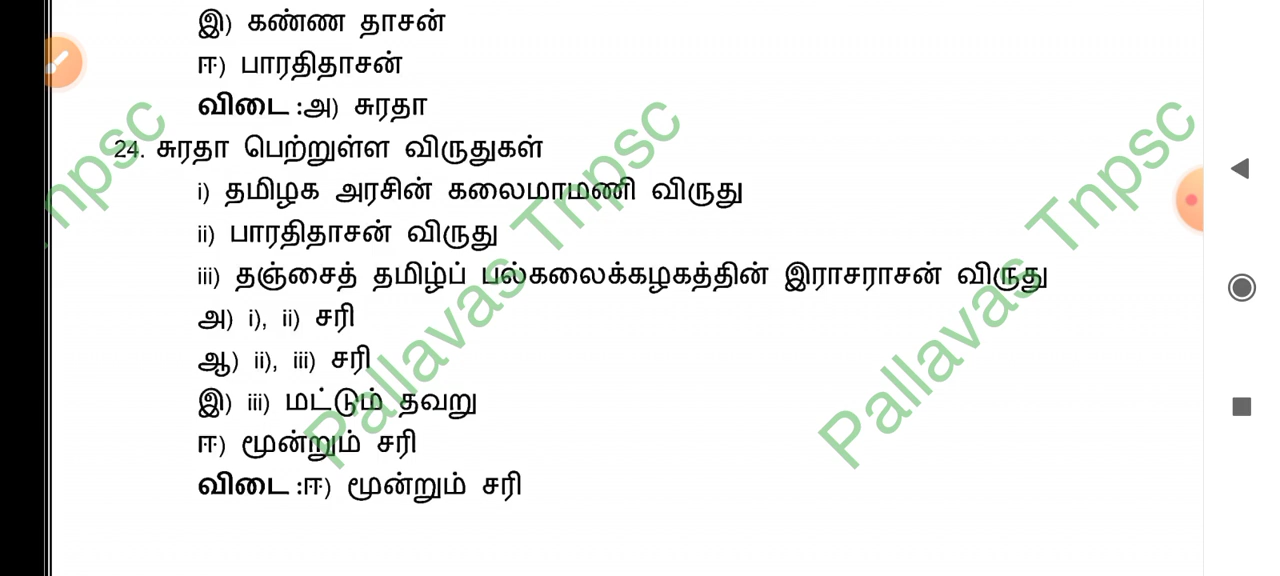 இ) கண்ண தாசன்
ஈ) பாரதிதாசன்
விடை :அ) சுரதா
24. சுரதா பெற்றுள்ள விருதுகள்
i) தமிழக அரசின் கலைமாமணி விருது
ii) பாரதிதாசன் விருது
iii) தஞ்சைத் தமிழ்ப் பல்கலைக்கழகத்தின் இராசராசன் விருது
அ) i), ii) சரி
ஆ) ii), iii) சரி
இ) iii) மட்டும் தவறு
ஈ) மூன்றும் சரி
விடை :ஈ) மூன்றும் சரி
npsc
Pallavas Tnpsc
Pallavas Tnpsc